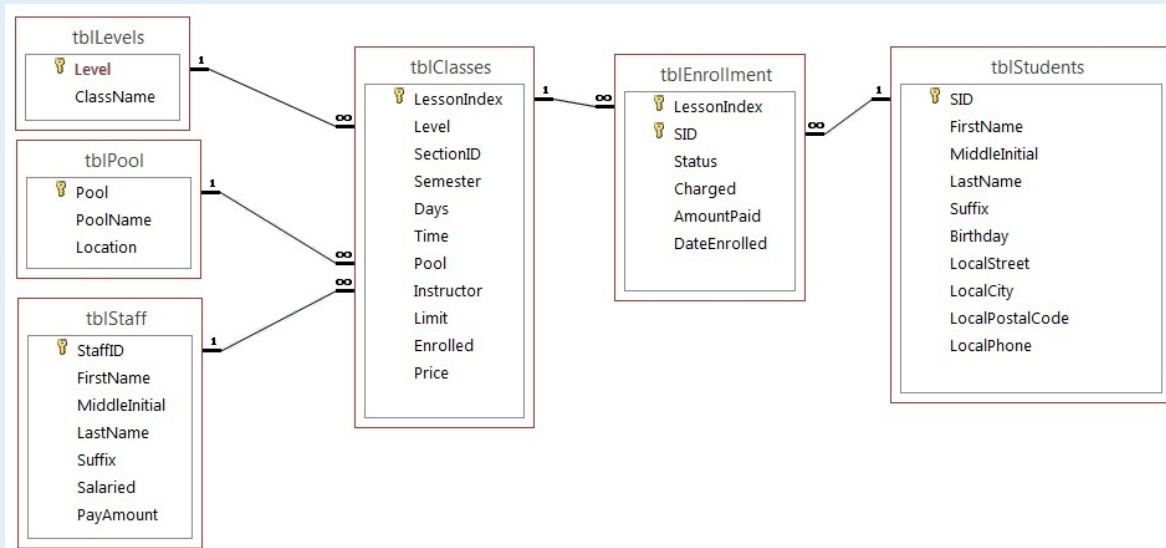 tblLevels
Level
ClassName
tblPool
Pool
PoolName
Location
tblStaff
StaffID
FirstName
MiddleInitial
LastName
Suffix
Salaried
PayAmount
1
∞
1
∞
1
∞
tblClasses
LessonIndex
Level
SectionID
Semester
Days
Time
Pool
Instructor
Limit
Enrolled
Price
1
∞
tblEnrollment
LessonIndex
SID
Status
Charged
AmountPaid
DateEnrolled
∞
1
tblStudents
SID
FirstName
MiddleInitial
LastName
Suffix
Birthday
LocalStreet
LocalCity
LocalPostalCode
LocalPhone